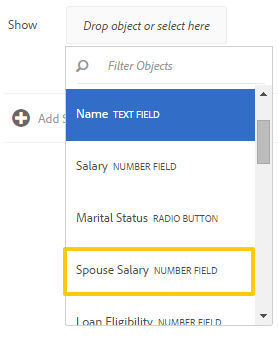 Show Drop object or select here
Filter Objects
Name TEXT FIELD
Add S
Salary NUMBER FIELD
Marital Status RADIO BUTTON
Spouse Salary NUMBER FIELD
Loan Eligibility NUMBER FIELD